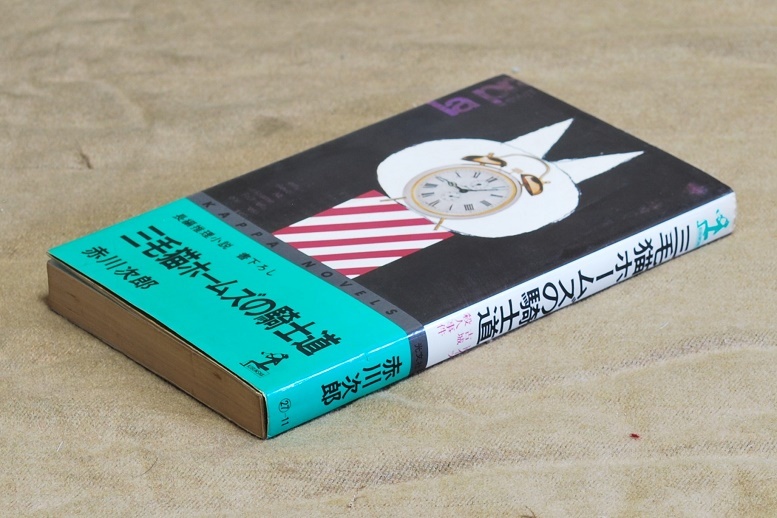 KAPPA NOVELS
長編推理小説 書下ろし
三毛猫ホームズの騎士道
赤川次郎
三毛猫ホームズの騎士道
赤川次郎
㉗-11